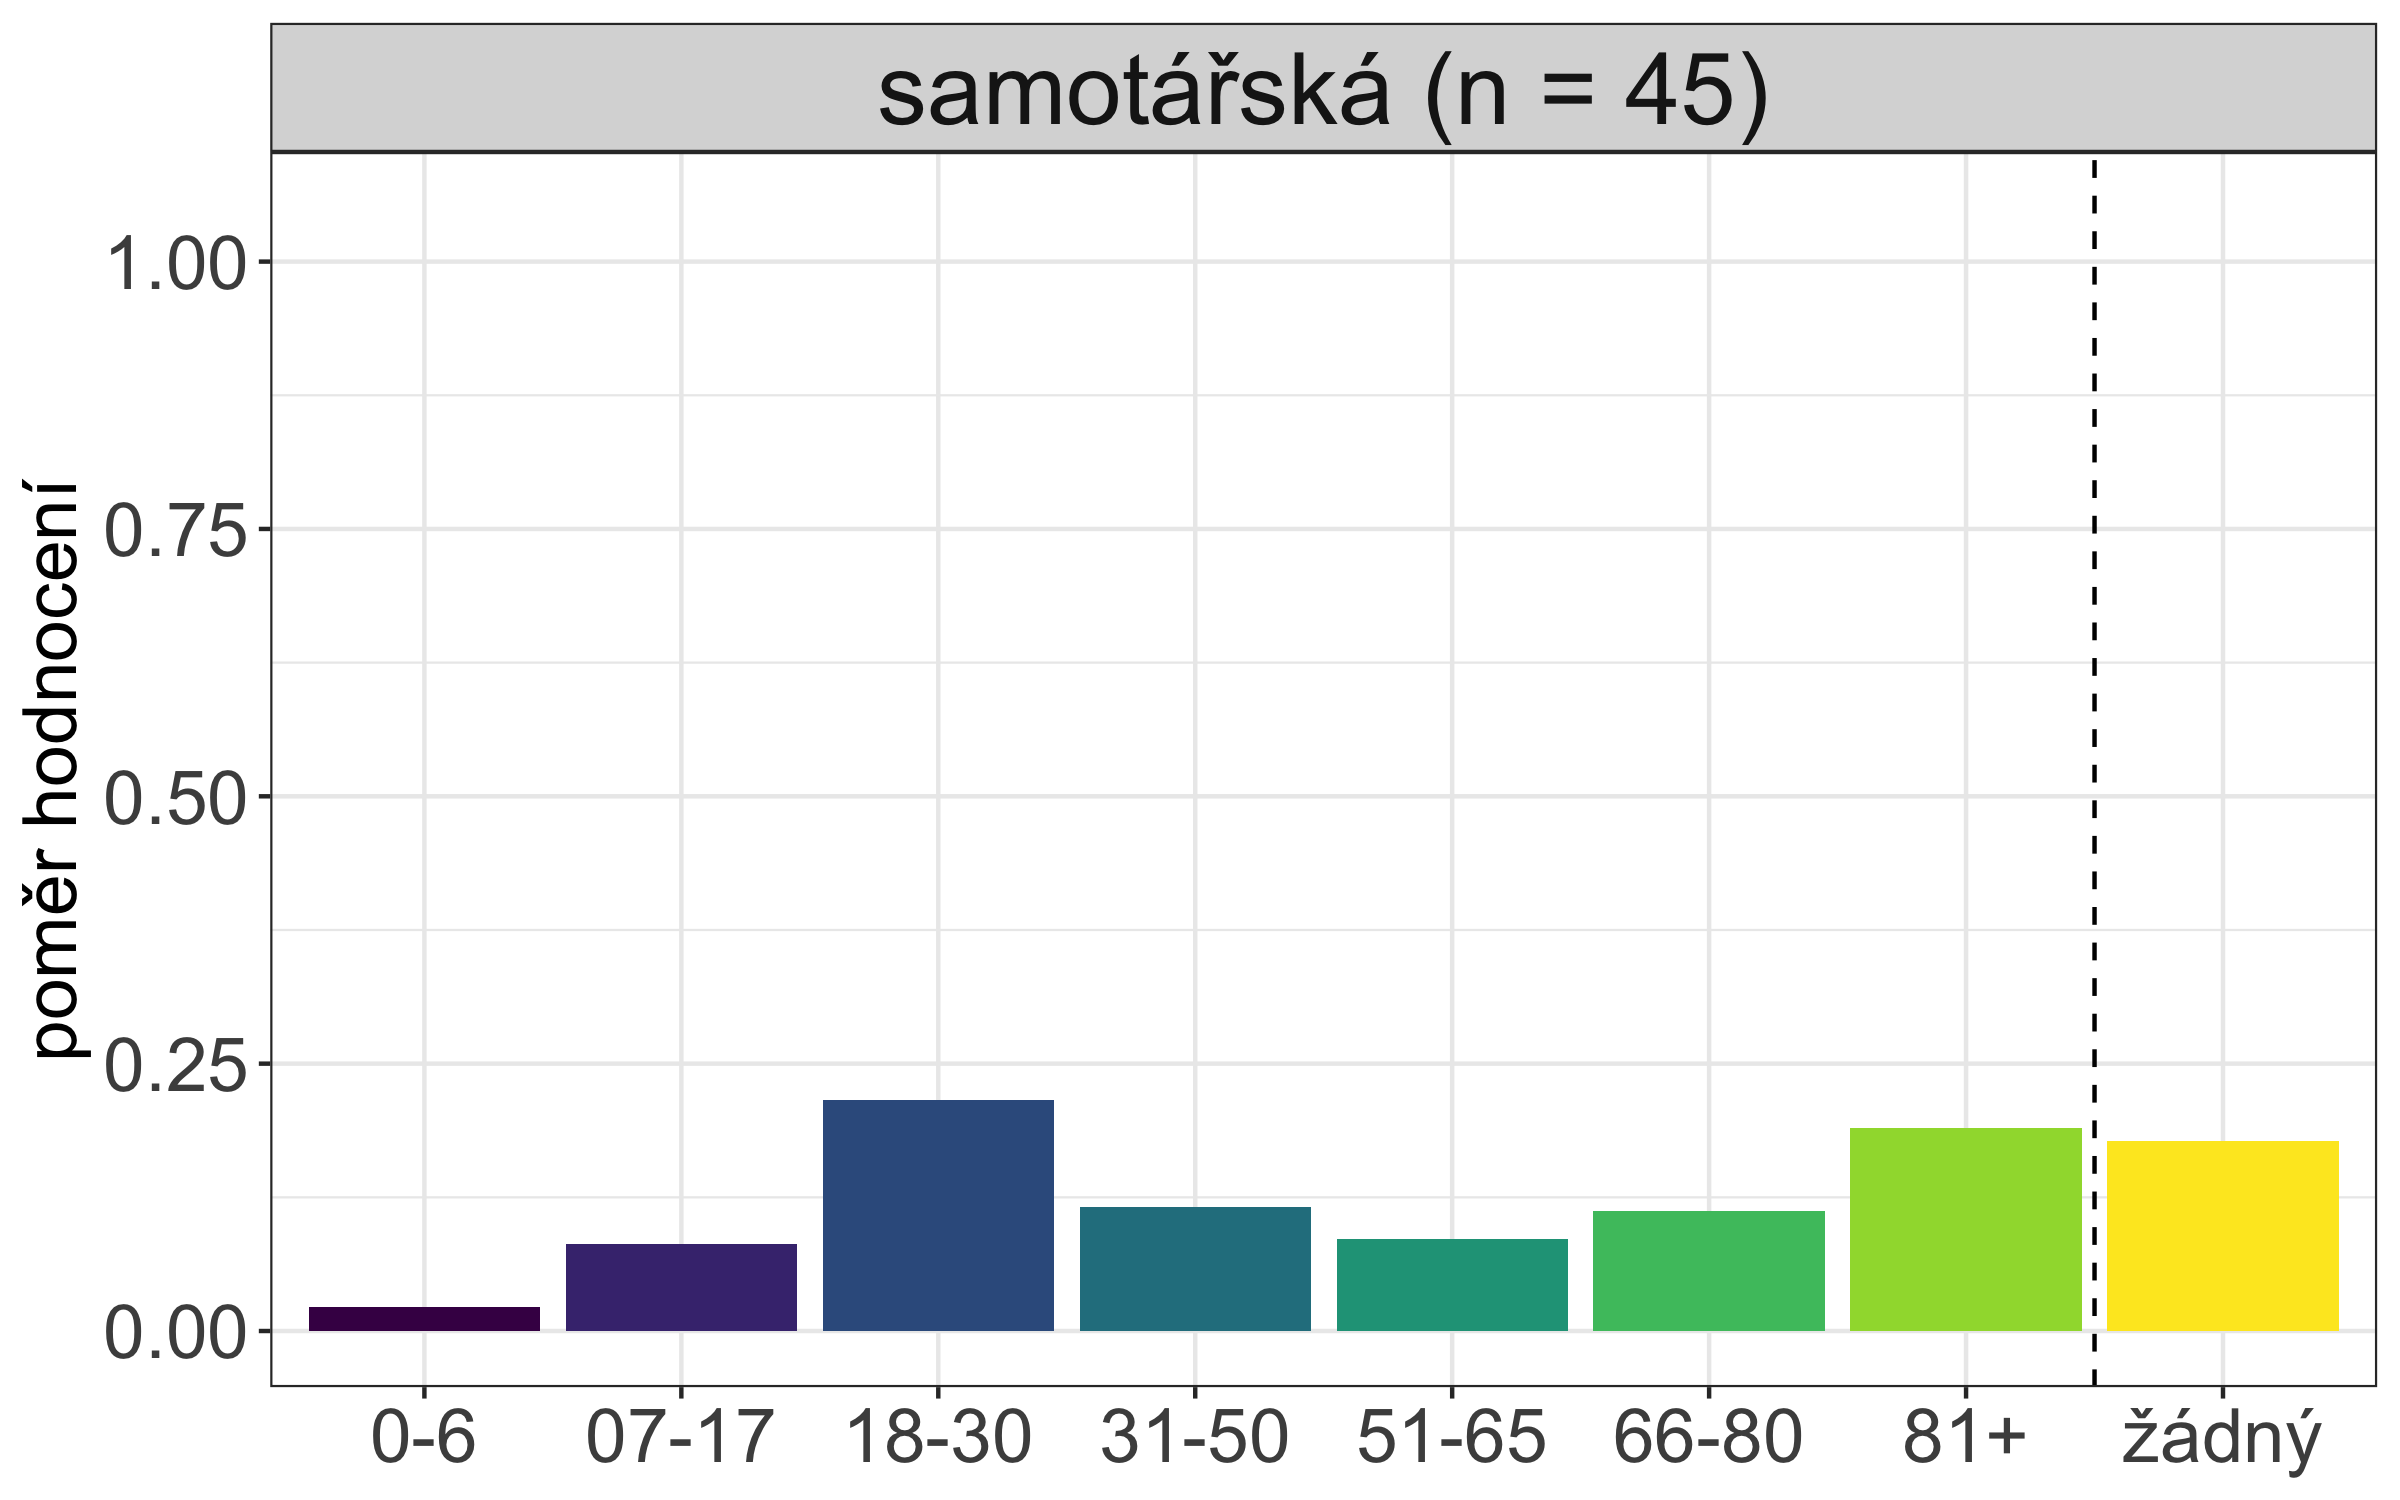 samotářská (n = 45)
poměr hodnocení
1.00
0.75
0.50
0.25
0.00
0-6 07-17 18-30 31-50 51-65 66-80 81+ žádný